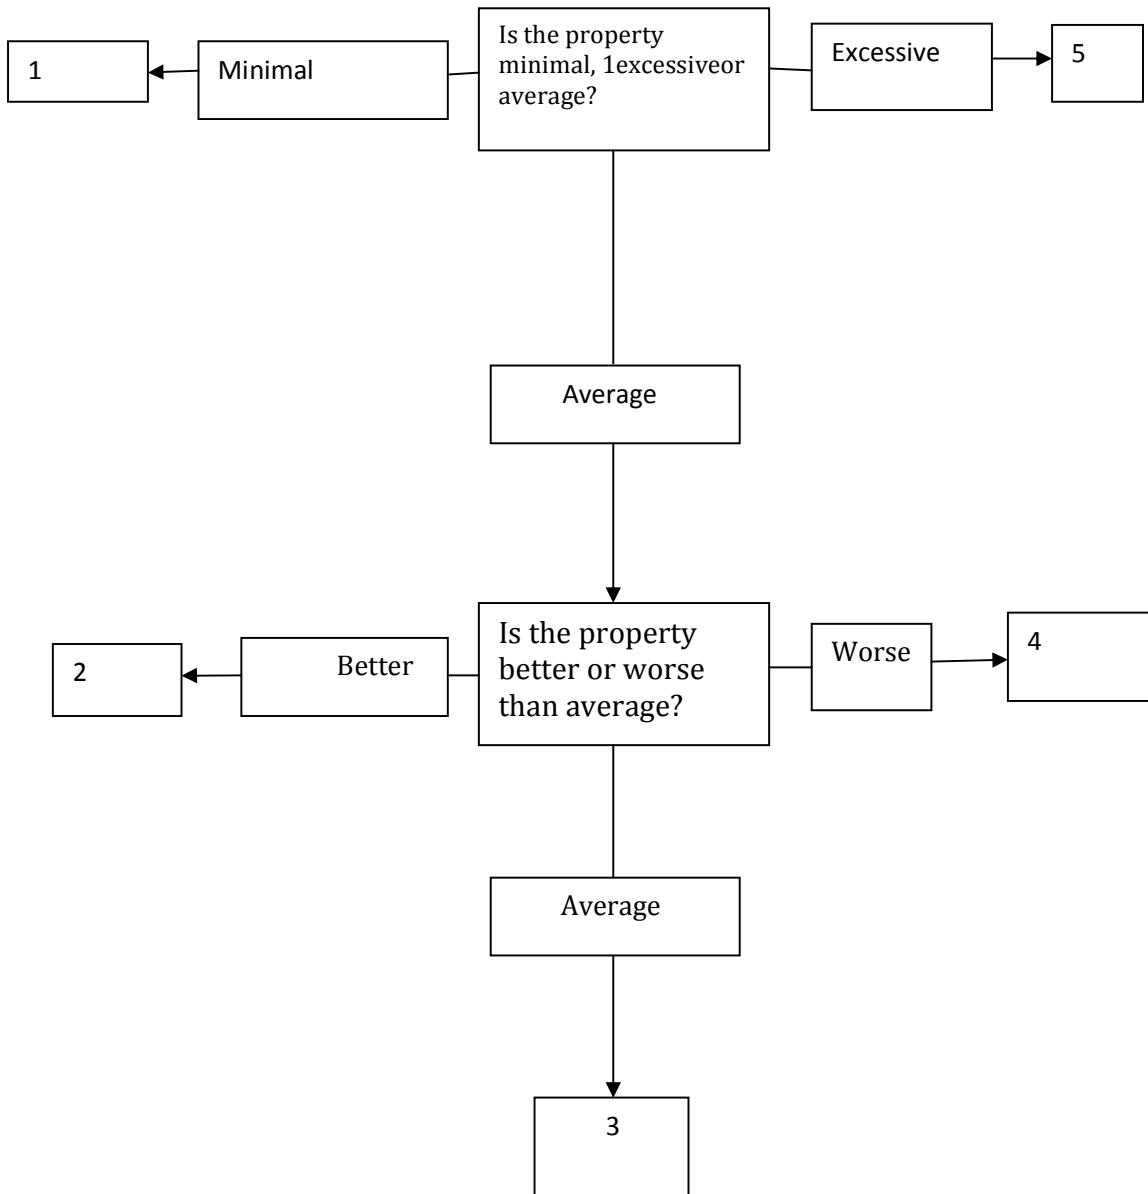 1
Minimal
Is the property
minimal, 1excessiveor
average?
Excessive
5
Average
2
Better
Is the property
better or worse
than average?
Worse
4
Average
3